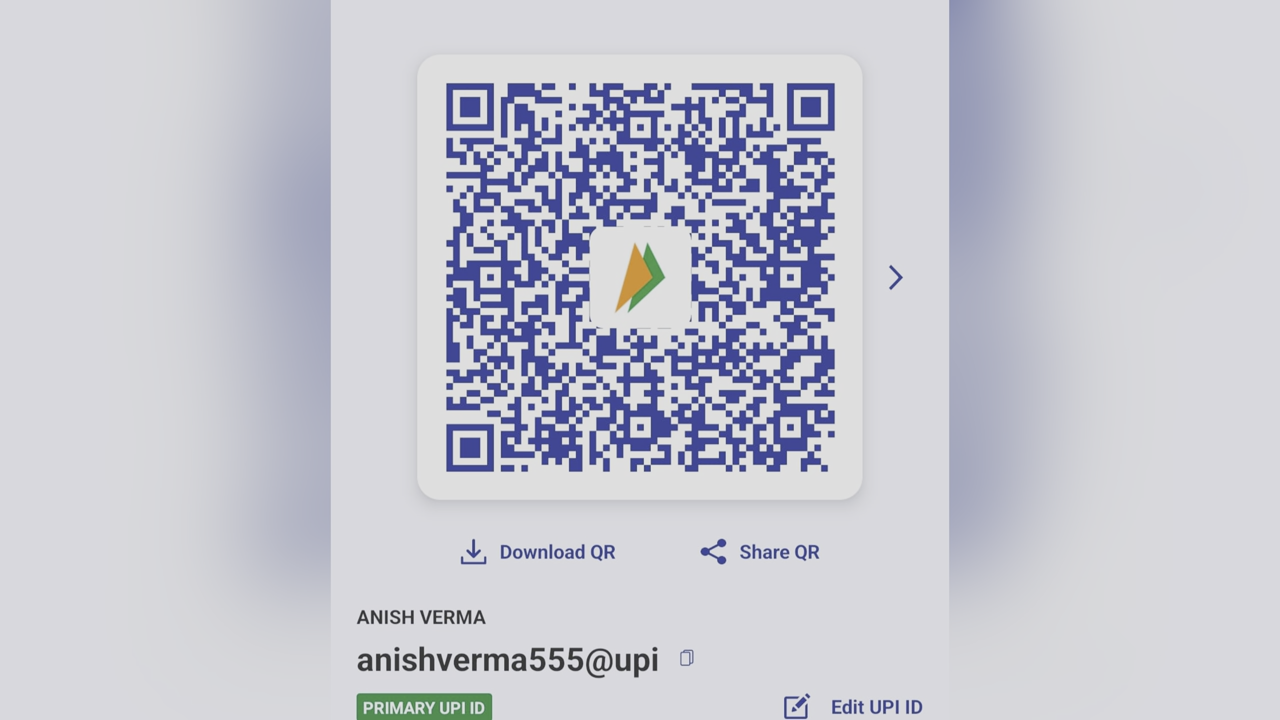 Download QR Share QR
ANISH VERMA
anishverma555@upi
PRIMARY UPI ID Edit UPI ID